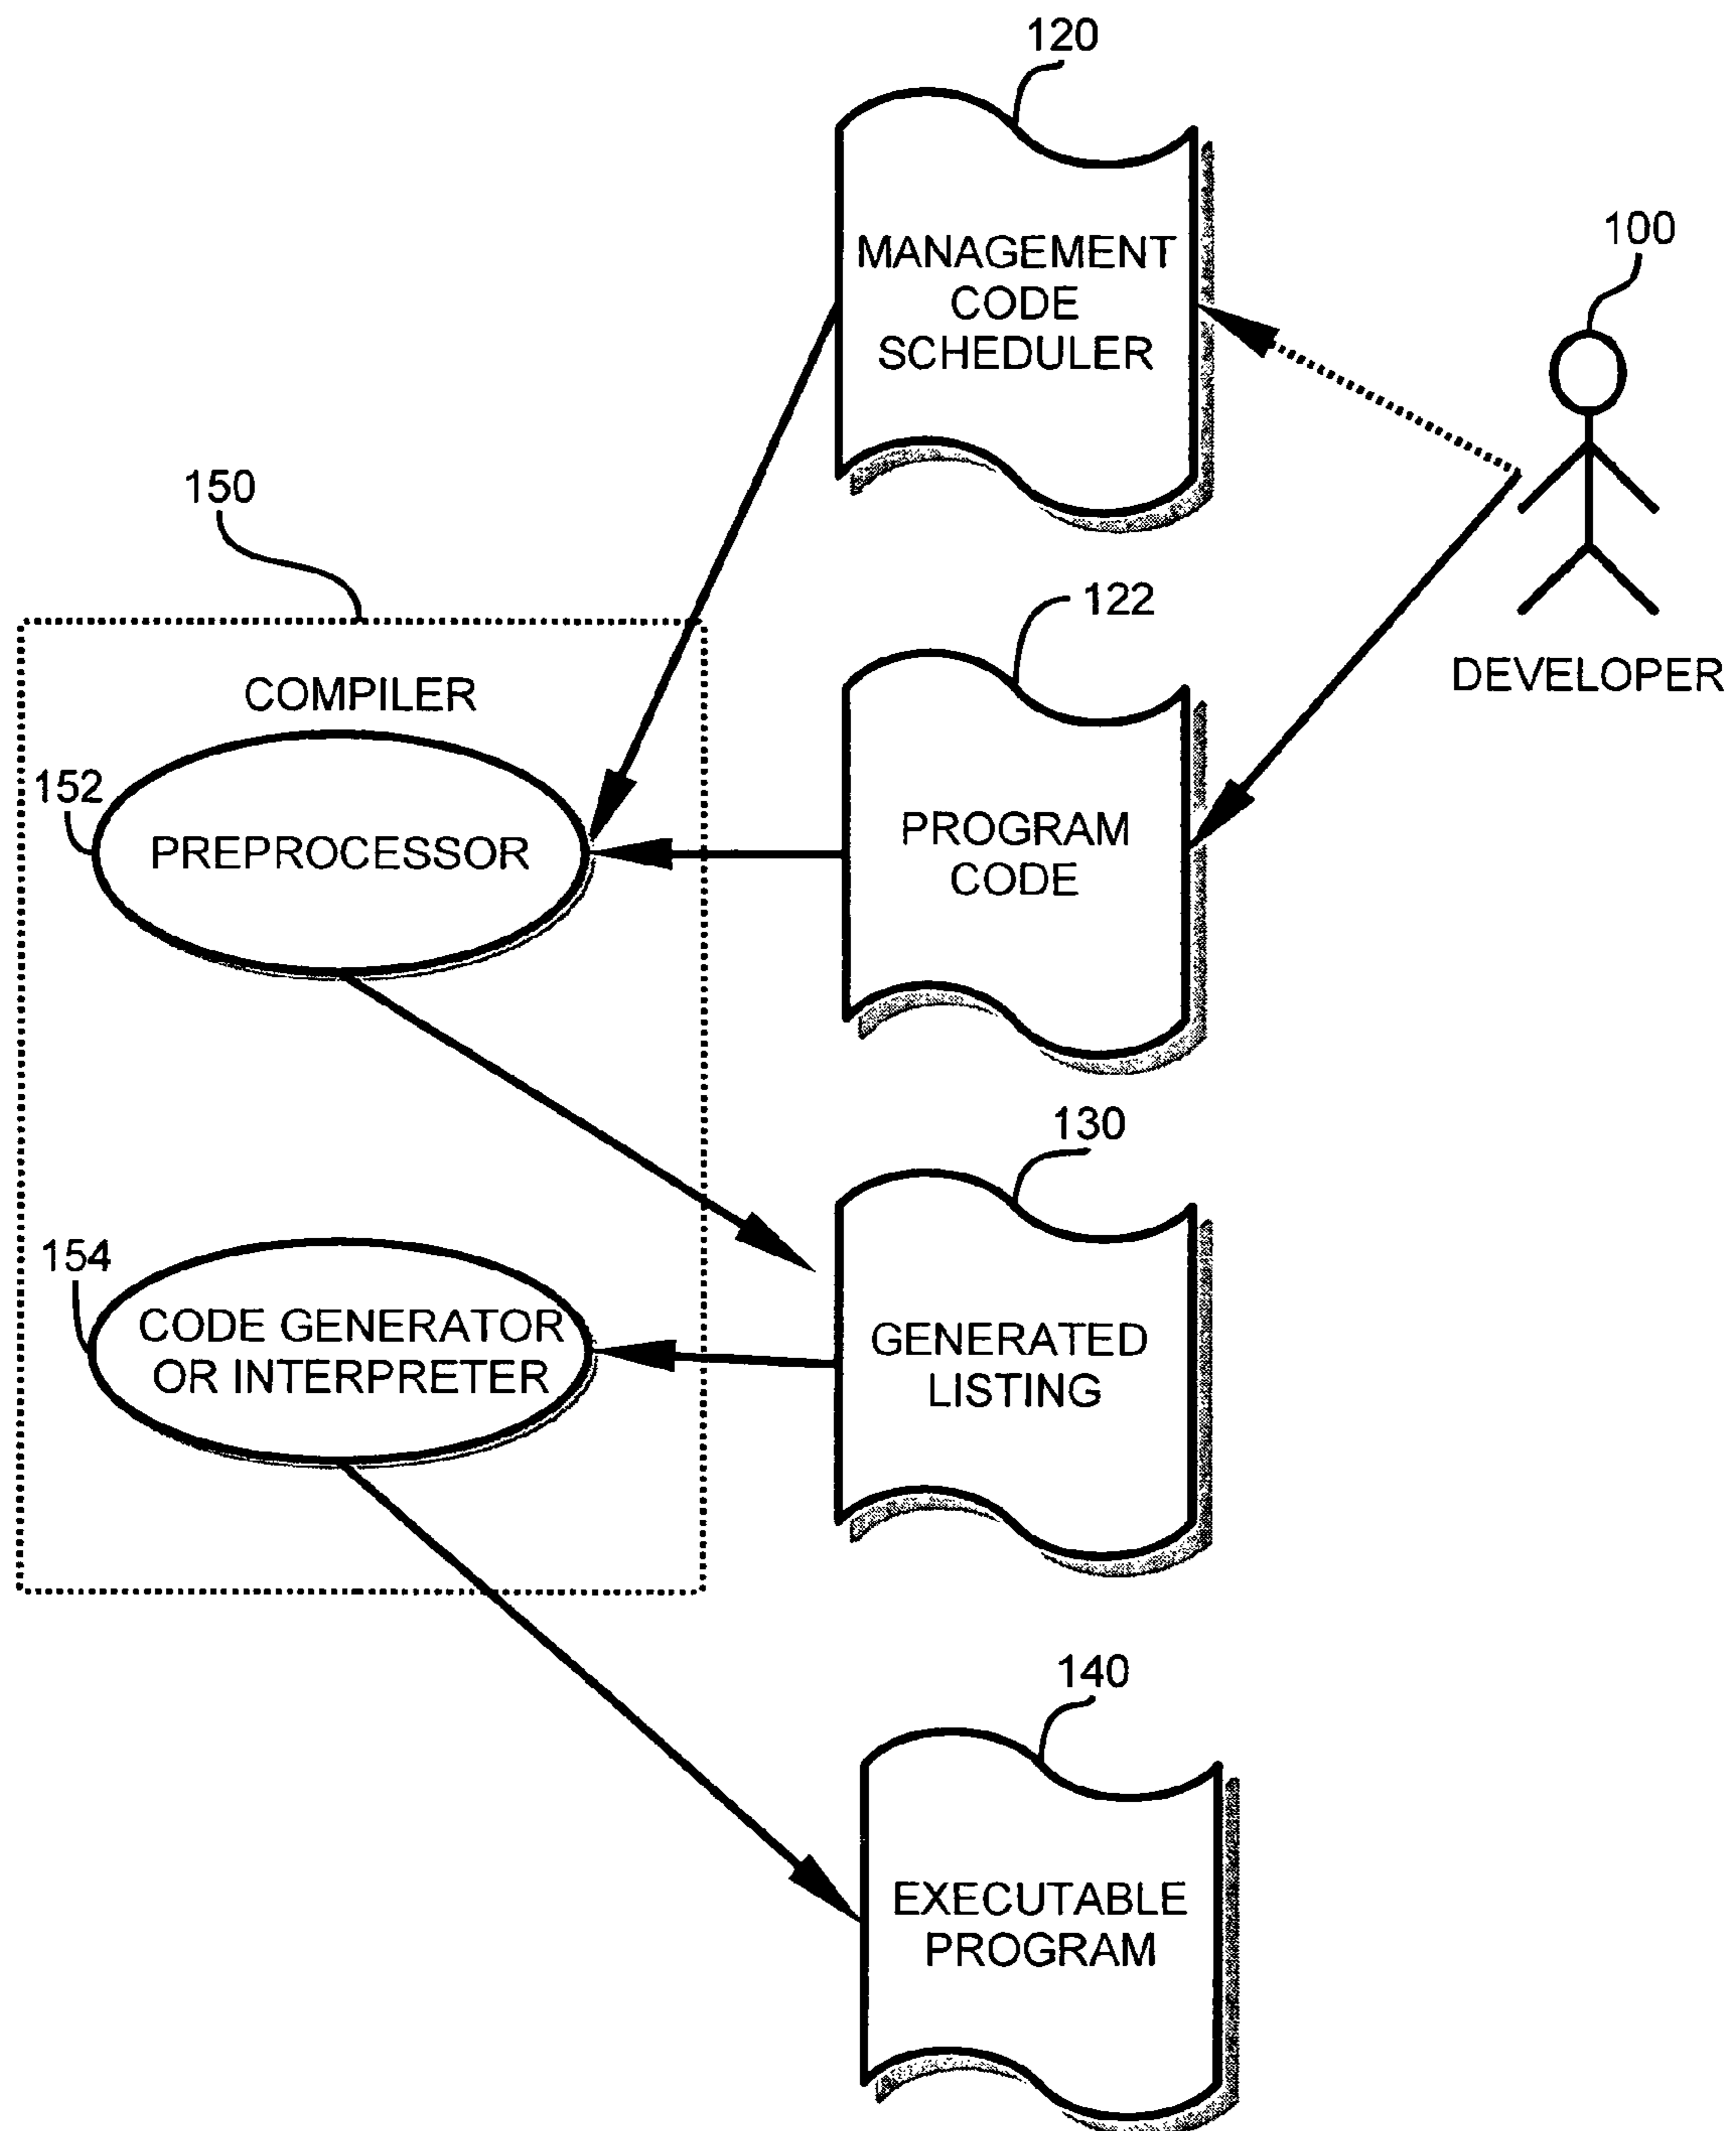 120
MANAGEMENT
CODE
SCHEDULER
100
DEVELOPER
150
COMPILER
122
152
PREPROCESSOR
PROGRAM
CODE
130
154
CODE GENERATOR
OR INTERPRETER
GENERATED
LISTING
140
EXECUTABLE
PROGRAM